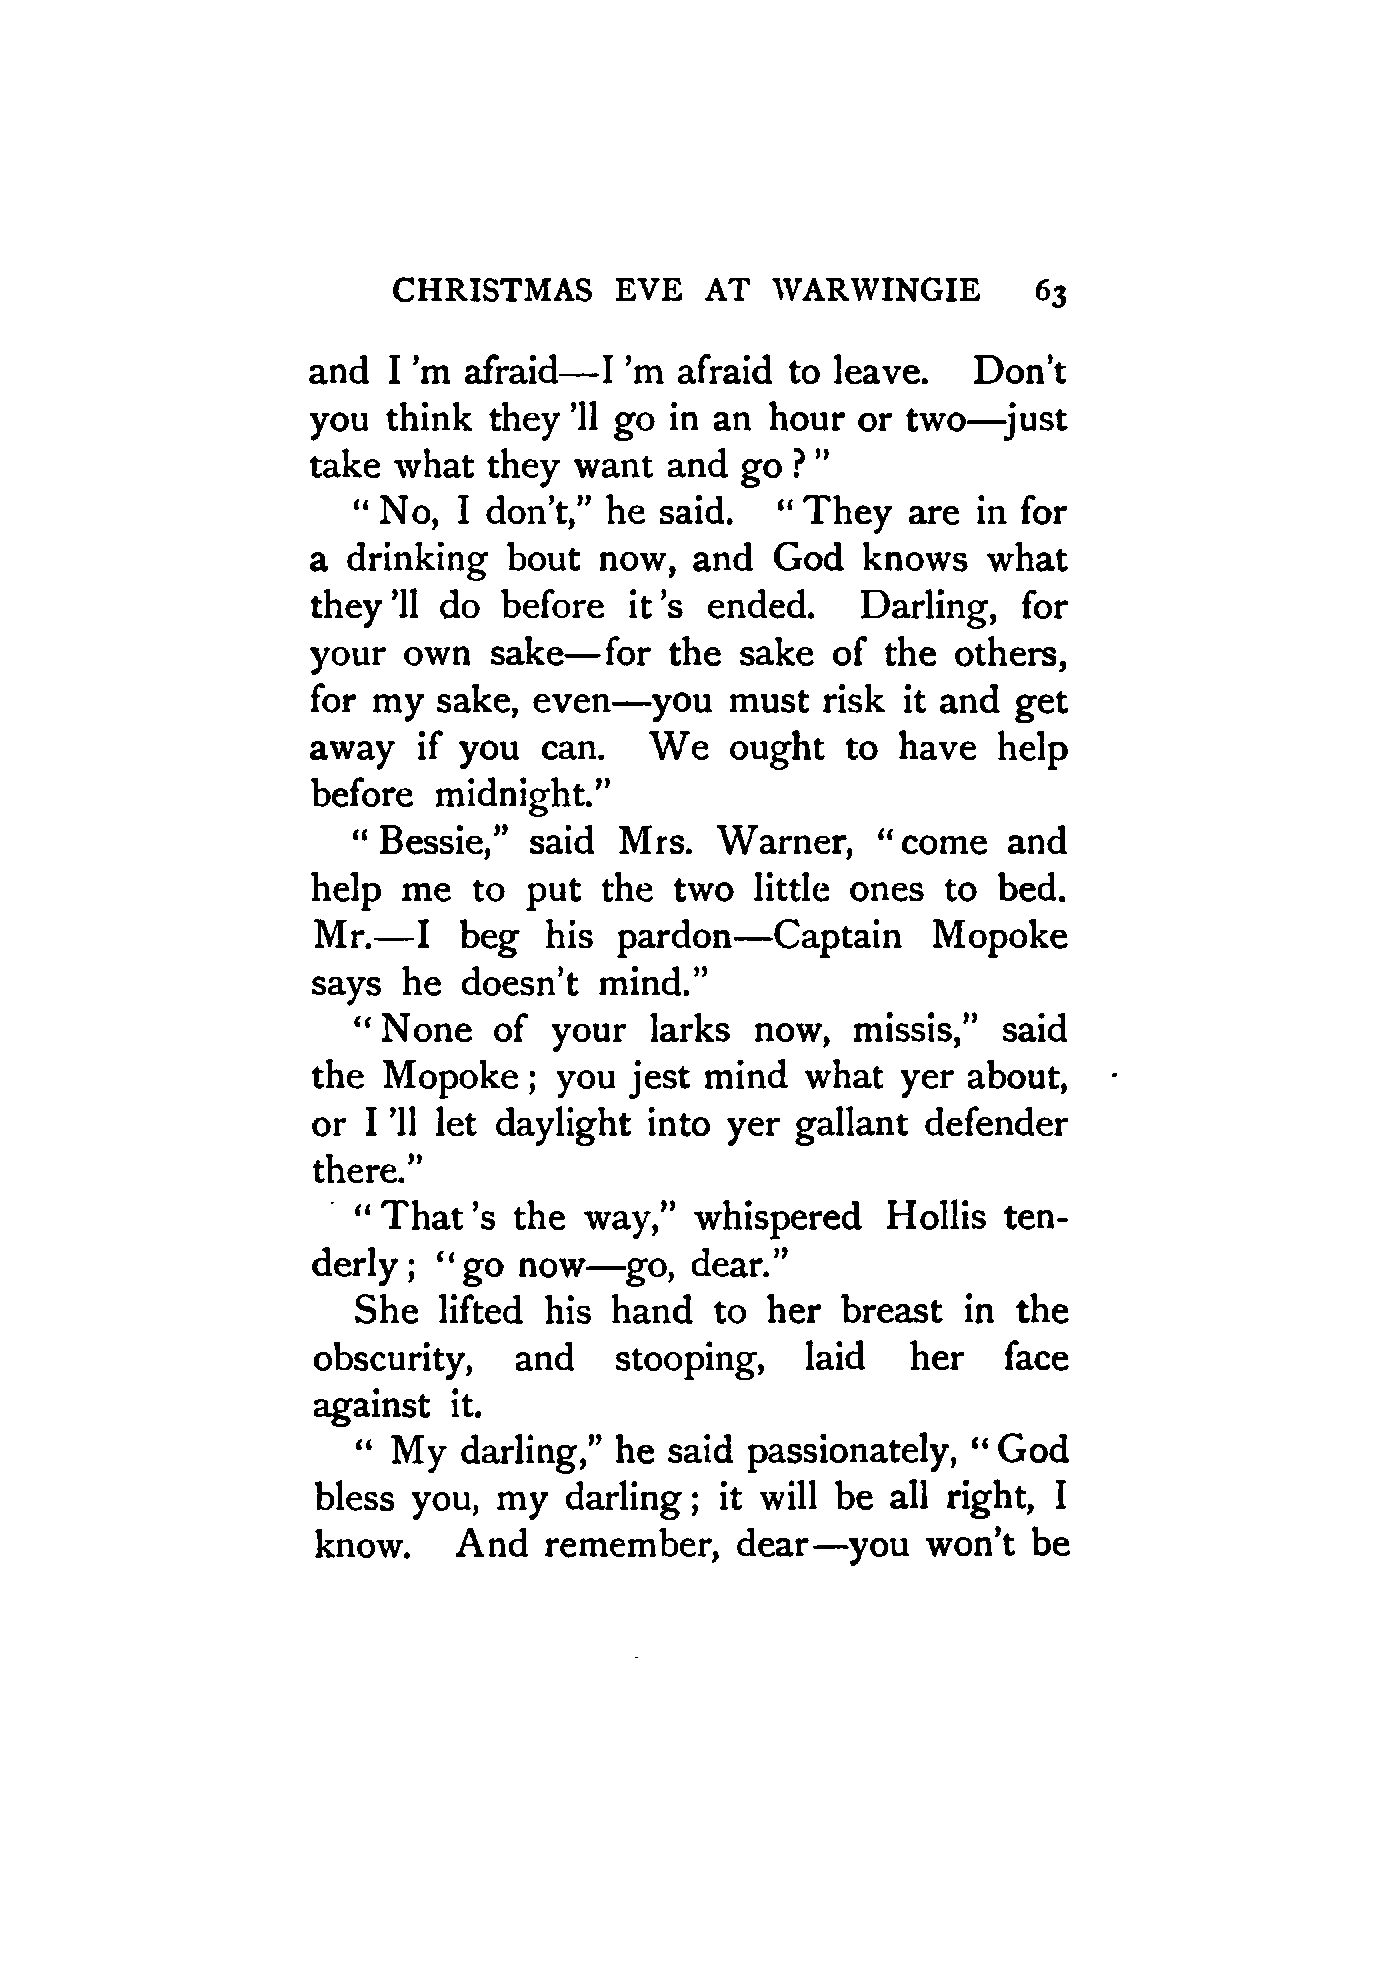 CHRISTMAS EVE AT WARWINGIE 63
and I 'm afraid—I 'm afraid to leave. Don't
you think they 'll go in an hour or two—just
take what they want and go ? "
" No, I don't," he said. " They are in for
a drinking bout now, and God knows what
they 'll do before it 's ended. Darling, for
your own sake—for the sake of the others,
for my sake, even—you must risk it and get
away if you can. We ought to have help
before midnight."
" Bessie," said Mrs. Warner, " come and
help me to put the two little ones to bed.
Mr.—I beg his pardon—Captain Mopoke
says he doesn't mind."
" None of your larks now, missis," said
the Mopoke ; you jest mind what yer about,
or I 'll let daylight into yer gallant defender
there."
" That 's the way," whispered Hollis ten-
derly ; " go now—go, dear."
She lifted his hand to her breast in the
obscurity, and stooping, laid her face
against it.
" My darling," he said passionately, " God
bless you, my darling ; it will be all right, I
know. And remember, dear—you won't be